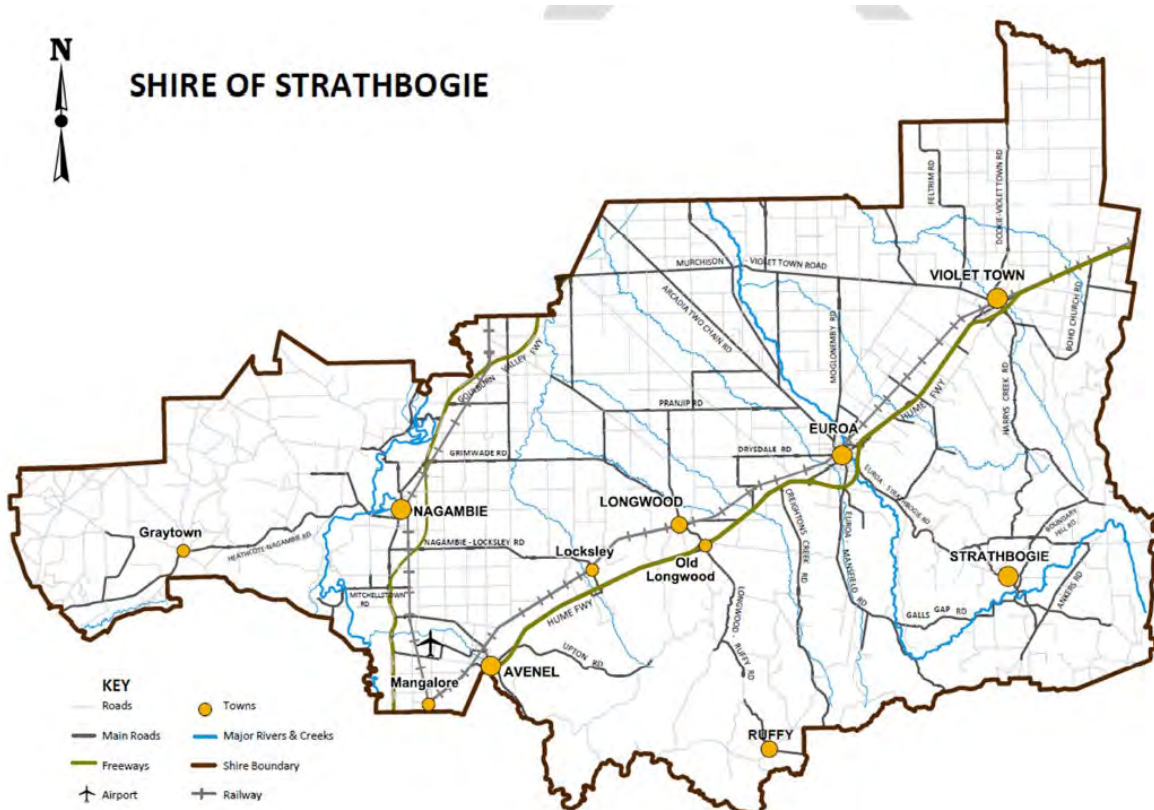 N
SHIRE OF STRATHBOGIE
FELTRIM RD
DOOKIE-VIOLET TOWN RD
MURCHISON
VIOLET TOWN ROAD
VIOLET TOWN
BOHO CHURCH RD
ARCADIA TWO CHAIN RD
MOGLONEMBY RD
GOULBURN VALLEY FWY
PRANJIP RD
HUME FWY
HARRYS CREEK RD
EUROA
DRYSDALE RD
GRIMWADE RD
EUROA - STRATHBOGIE RD
LONGWOOD
CREIGHTONS CREEK RD
NAGAMBIE
BOUNDARY HILL RD
Graytown
HEATHCOTE-NAGAMBIE RD
NAGAMBIE - LOCKSLEY RD
Locksley
Old
Longwood
EUROA - MANSFIELD RD
STRATHBOGIE
ANKERS RD
MITCHELLSTOWN
RD
HUME FWY
LONGWOOD - RUFFY RD
GALLS GAP RD
UPTON RD
AVENEL
Mangalore
RUFFY
KEY
Roads
Towns
Main Roads
Major Rivers & Creeks
Freeways
Shire Boundary
Airport
Railway